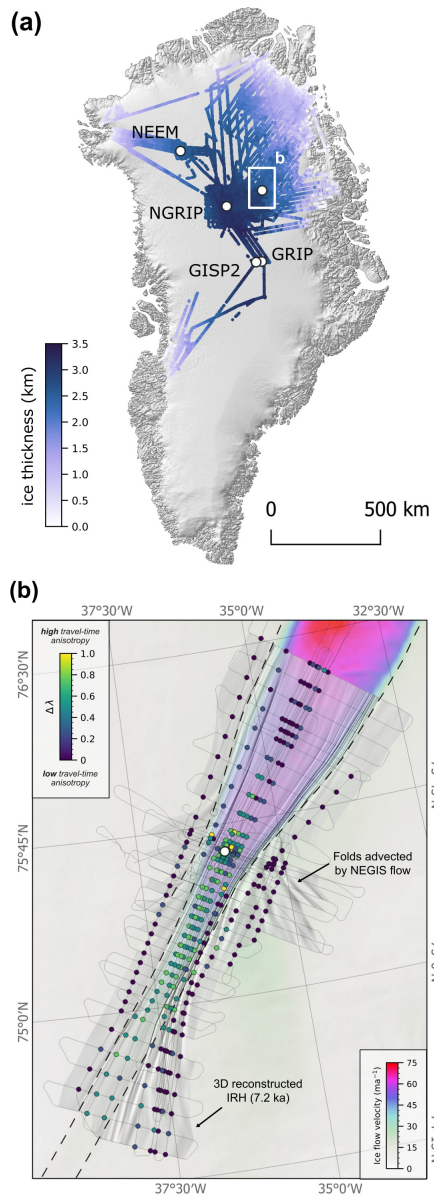 (a)
NEEM
b
NGRIP
GISP2
GRIP
ice thickness (km)
3.5
3.0
2.5
2.0
1.5
1.0
0.5
0.0
0
500 km
(b)
37°30′W
35°0′W
32°30′W
high travel-time
anisotropy
1.0
0.8
0.6
0.4
0.2
0
Δλ
low travel-time
anisotropy
76°30′N
75°45′N
75°0′N
Folds advected
by NEGIS flow
3D reconstructed
IRH (7.2 ka)
Ice flow velocity (ma⁻¹)
75
60
45
30
15
0
37°30′W
35°0′W